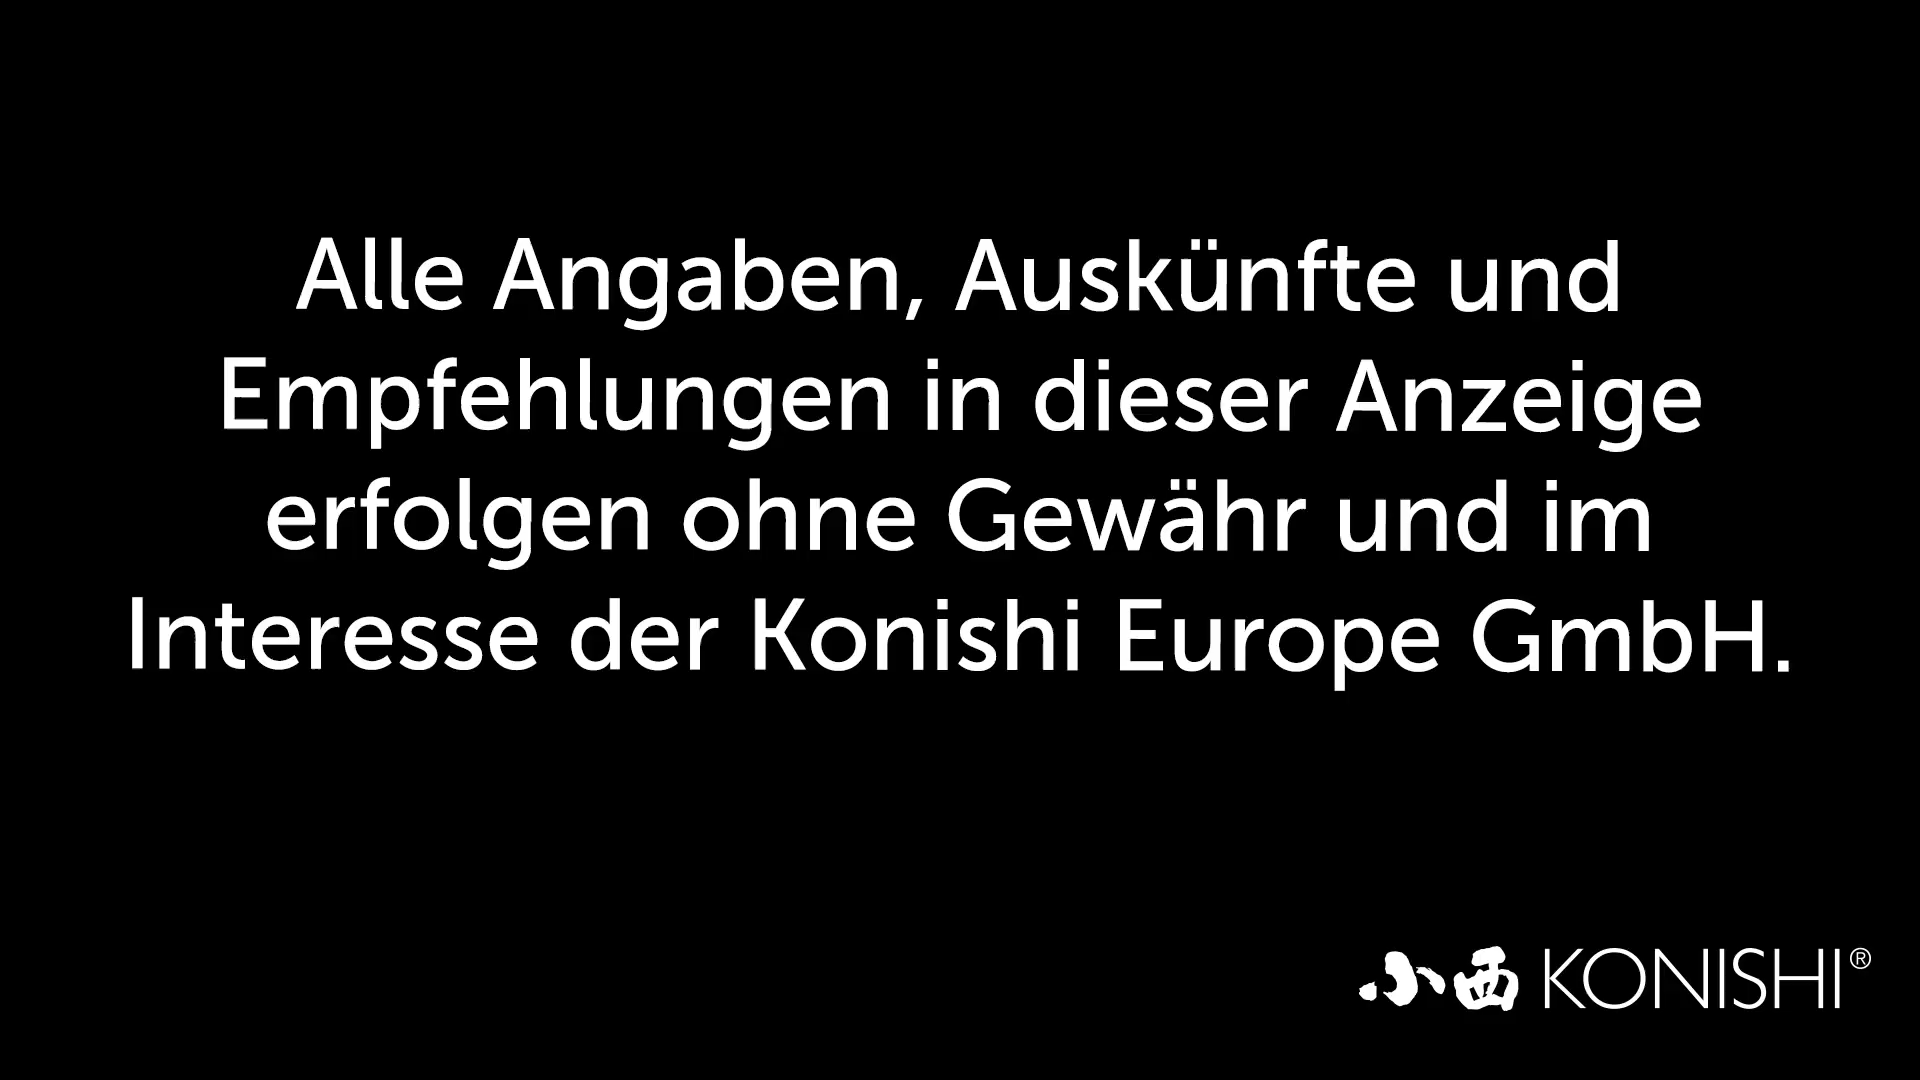 Alle Angaben, Auskünfte und
Empfehlungen in dieser Anzeige
erfolgen ohne Gewähr und im
Interesse der Konishi Europe GmbH.
小西 KONISHI®